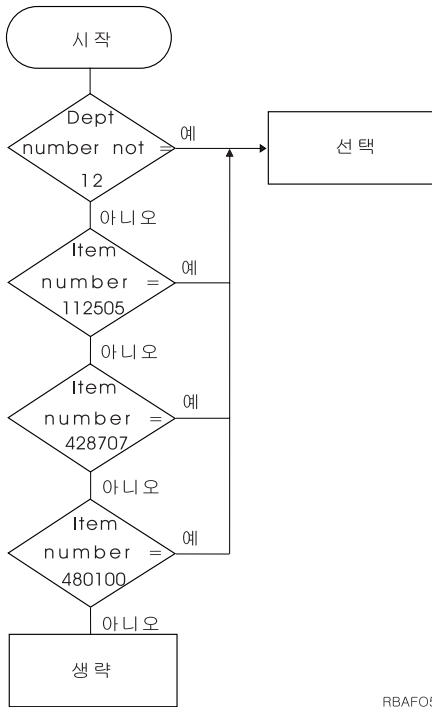 시작
Dept
number not =
12
예
선택
아니오
Item
number =
112505
예
아니오
Item
number =
428707
예
아니오
Item
number =
480100
예
아니오
생략
RBAFO5